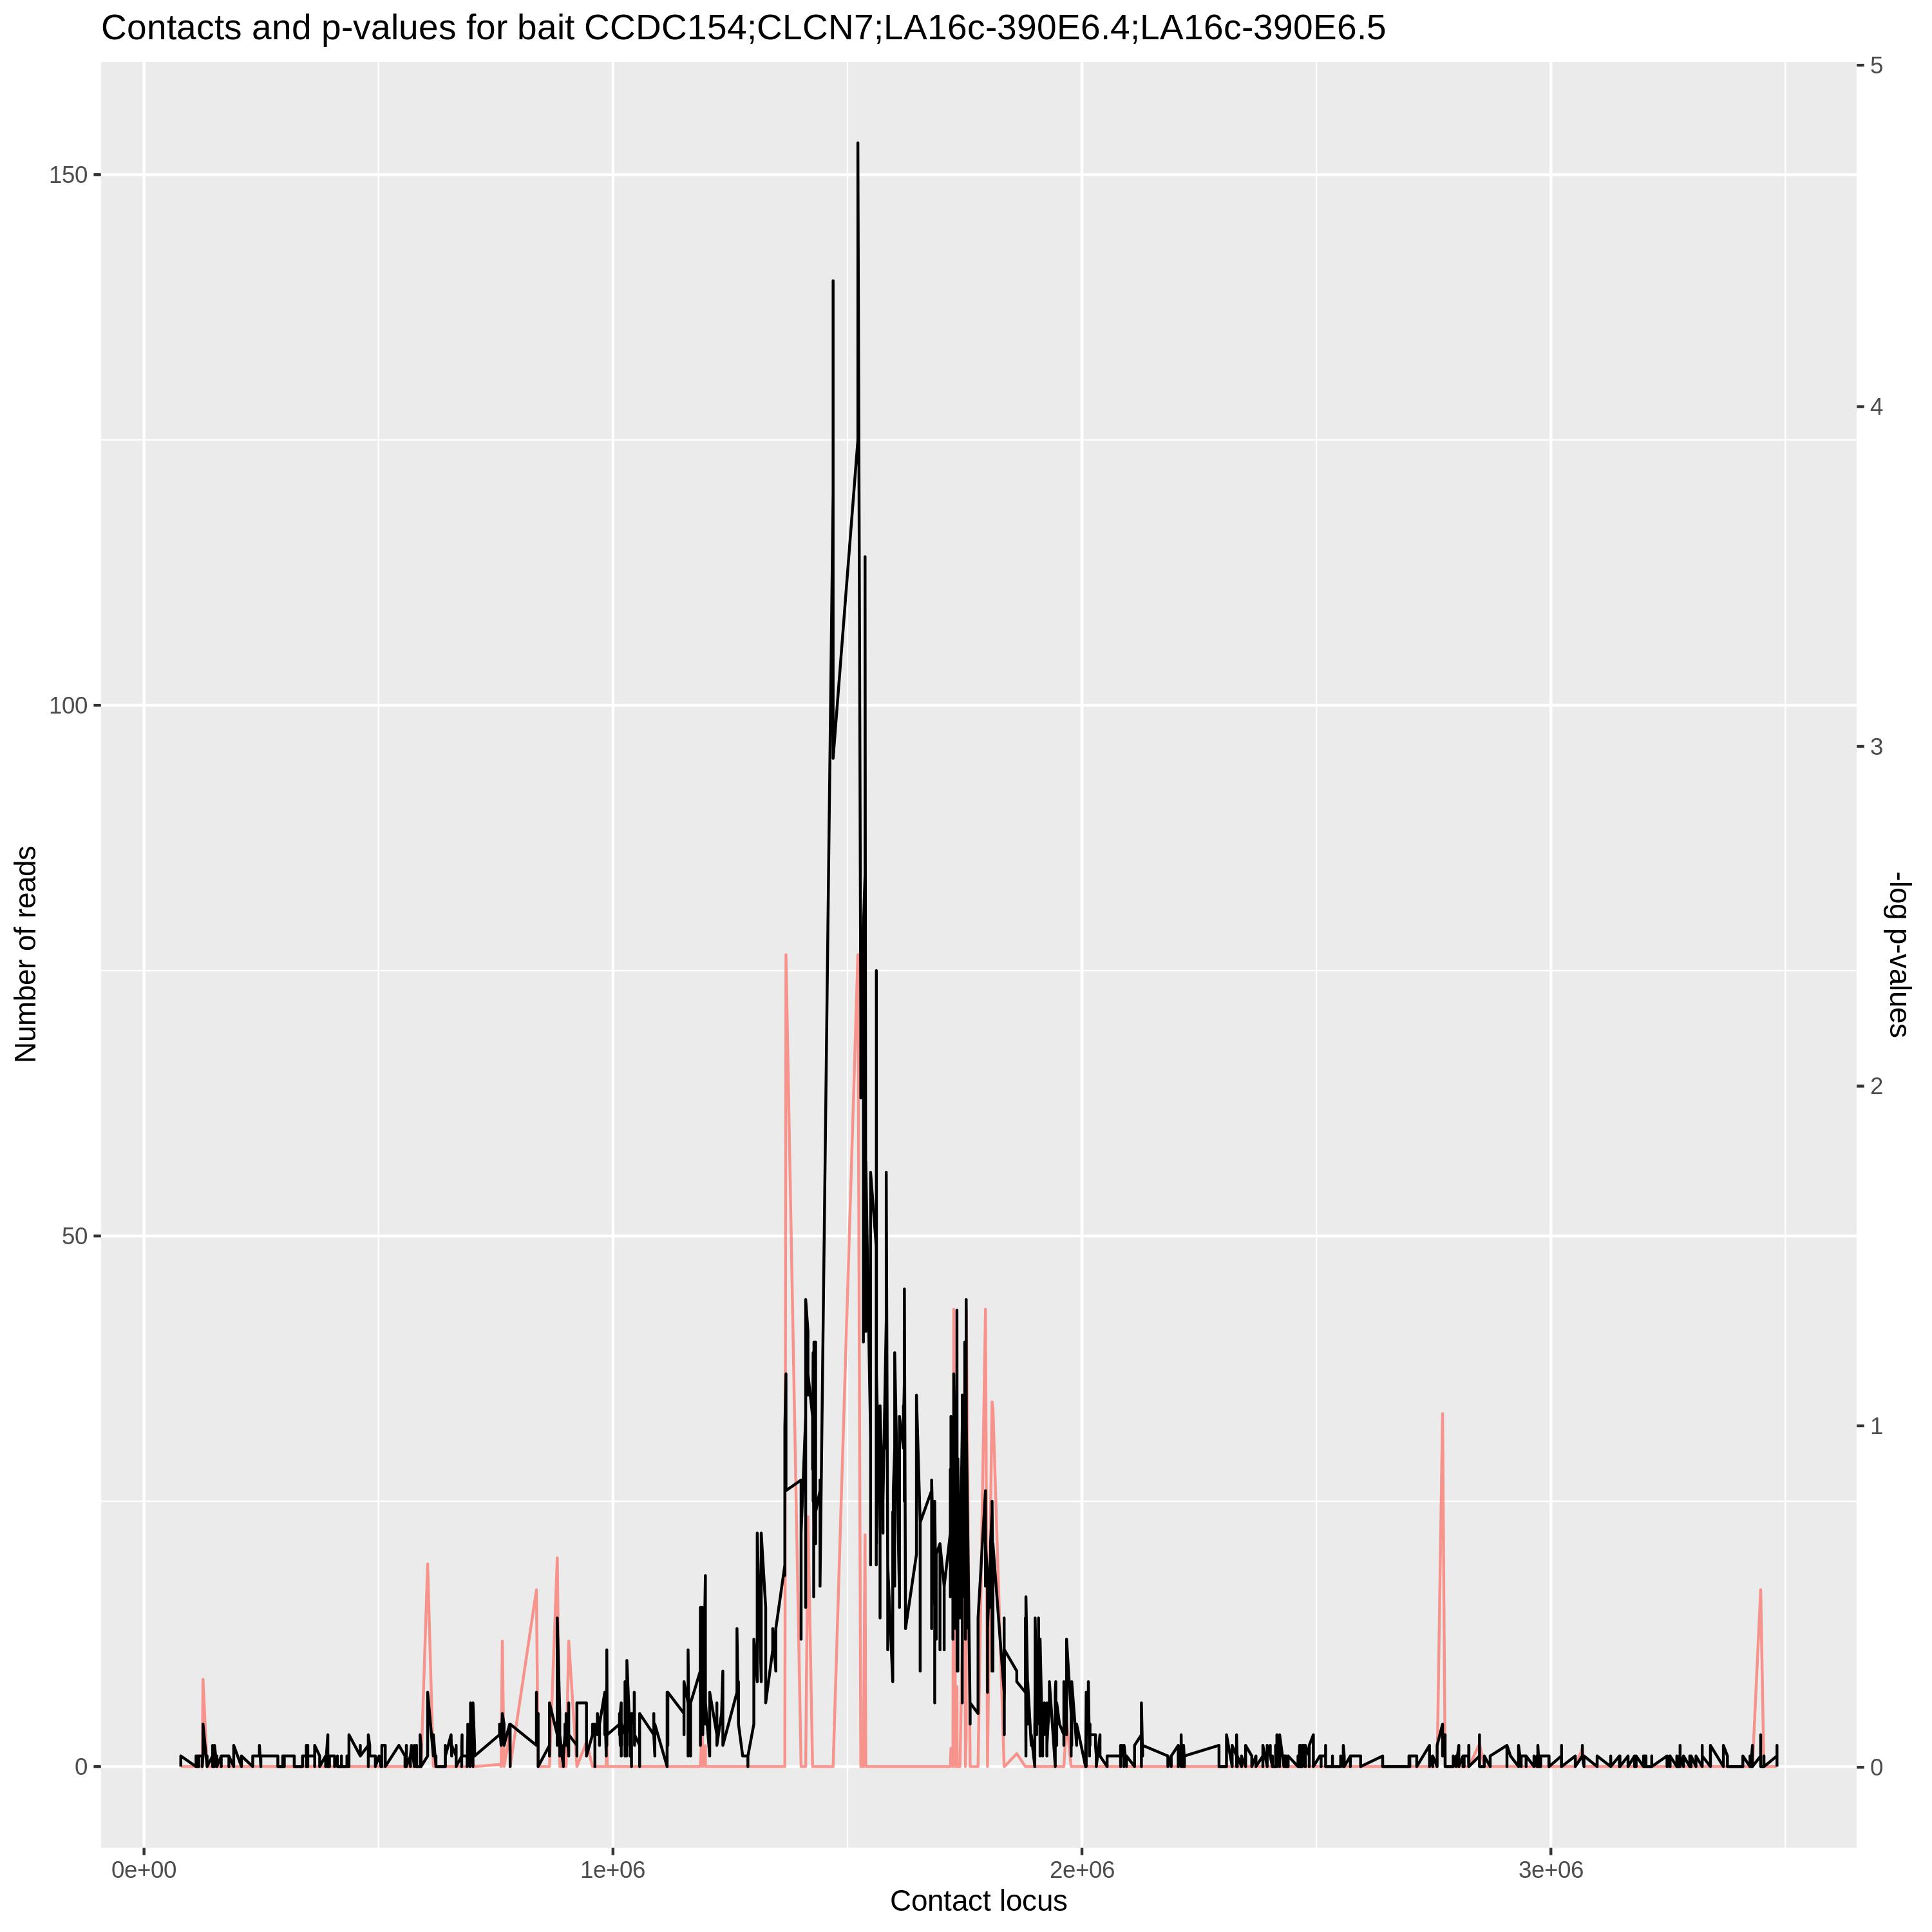 Contacts and p-values for bait CCDC154;CLCN7;LA16c-390E6.4;LA16c-390E6.5
150
100
50
0
Number of reads
5
4
3
2
1
0
-log p-values
0e+00
1e+06
2e+06
3e+06
Contact locus